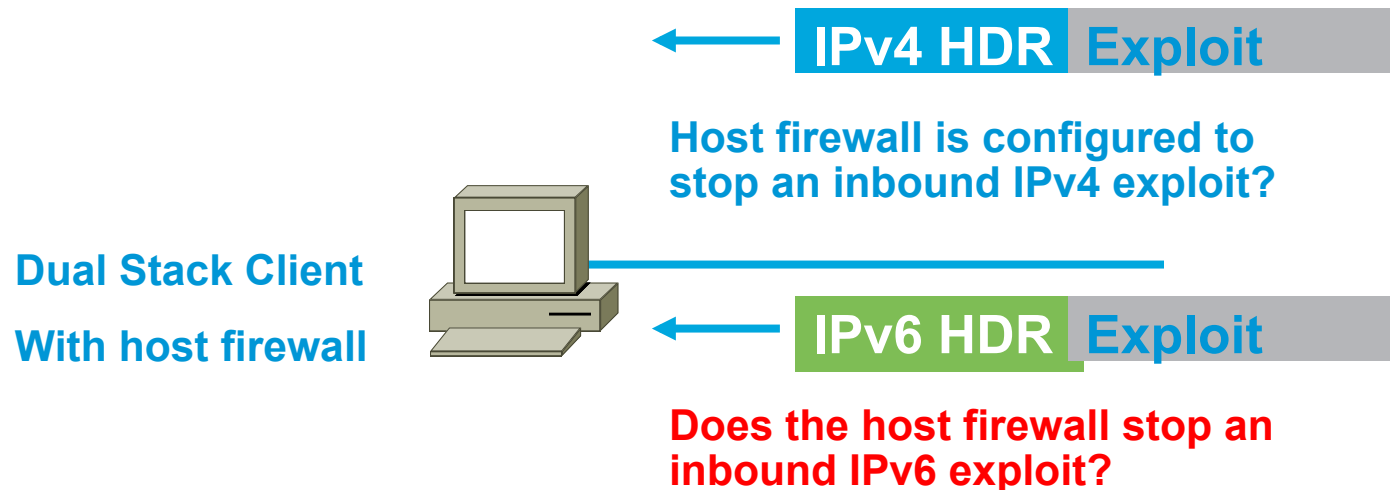 IPv4 HDR Exploit
Host firewall is configured to
stop an inbound IPv4 exploit?
Dual Stack Client
With host firewall
IPv6 HDR Exploit
Does the host firewall stop an
inbound IPv6 exploit?